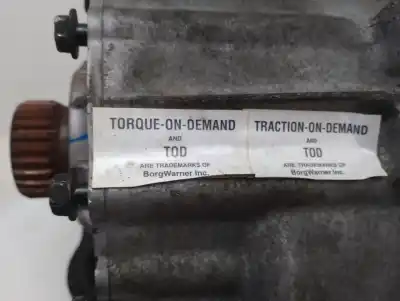 TORQUE-ON-DEMAND
AND
TOD
ARE TRADEMARKS OF
BorgWarner Inc.
TRACTION-ON-DEMAND
AND
TOD
ARE TRADEMARKS OF
BorgWarner Inc.